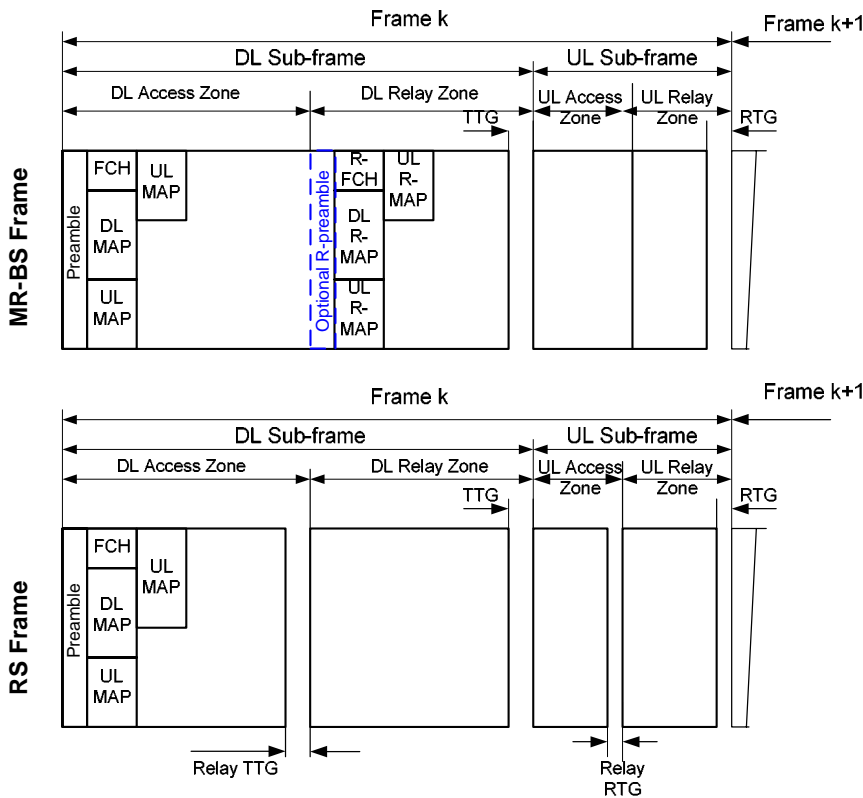 Frame k
Frame k+1
DL Sub-frame
UL Sub-frame
DL Access Zone
DL Relay Zone
UL Access
Zone
UL Relay
Zone
TTG
RTG
MR-BS Frame
Preamble
FCH
DL
MAP
UL
MAP
UL
MAP
Optional R-preamble
R-
FCH
DL
R-
MAP
UL
R-
MAP
UL
R-
MAP
Frame k
Frame k+1
DL Sub-frame
UL Sub-frame
DL Access Zone
DL Relay Zone
UL Access
Zone
UL Relay
Zone
TTG
RTG
RS Frame
Preamble
FCH
DL
MAP
UL
MAP
UL
MAP
Relay TTG
Relay
RTG